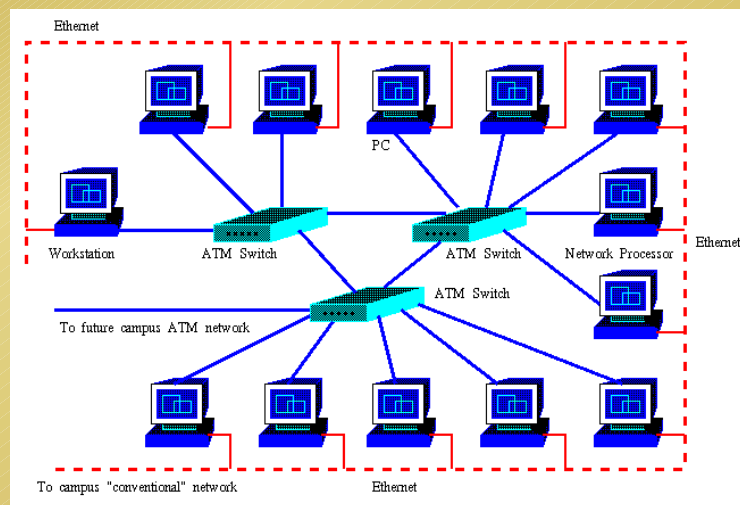 Ethernet
PC
Workstation
ATM Switch
ATM Switch
Network Processor
Ethernet
ATM Switch
To future campus ATM network
To campus "conventional" network
Ethernet